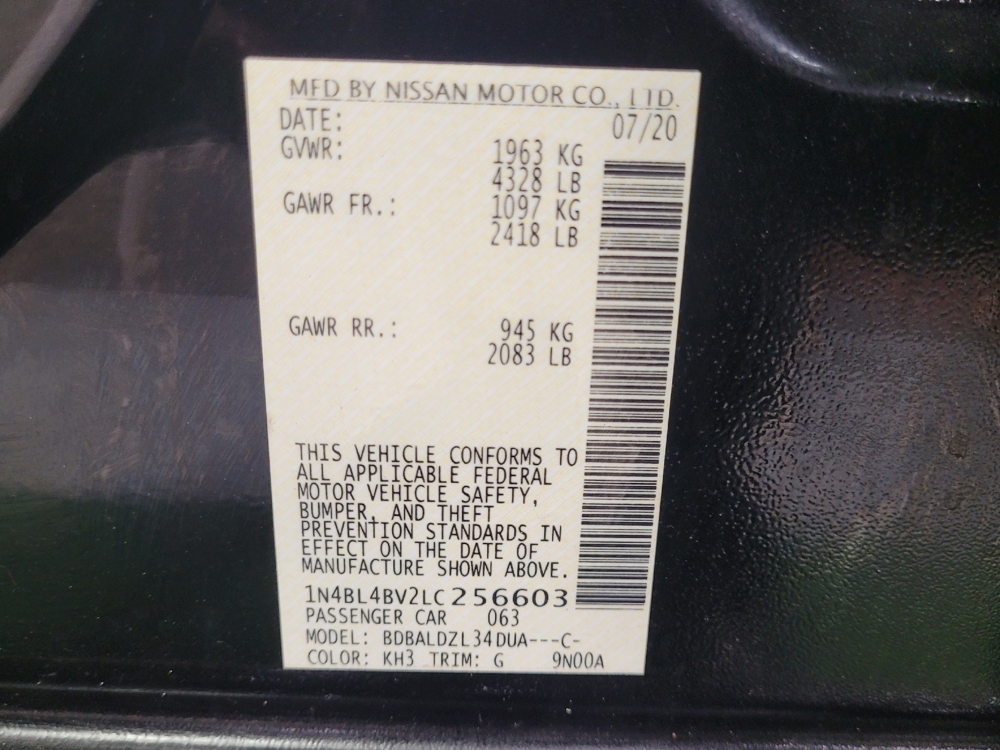 MFD BY NISSAN MOTOR CO., LTD.
DATE: 07/20
GVWR: 1963 KG
4328 LB
GAWR FR.: 1097 KG
2418 LB
GAWR RR.: 945 KG
2083 LB
THIS VEHICLE CONFORMS TO
ALL APPLICABLE FEDERAL
MOTOR VEHICLE SAFETY,
BUMPER, AND THEFT
PREVENTION STANDARDS IN
EFFECT ON THE DATE OF
MANUFACTURE SHOWN ABOVE.
1N4BL4BV2LC256603
PASSENGER CAR 063
MODEL: BDBALDZL34DUA---C-
COLOR: KH3 TRIM: G 9N00A